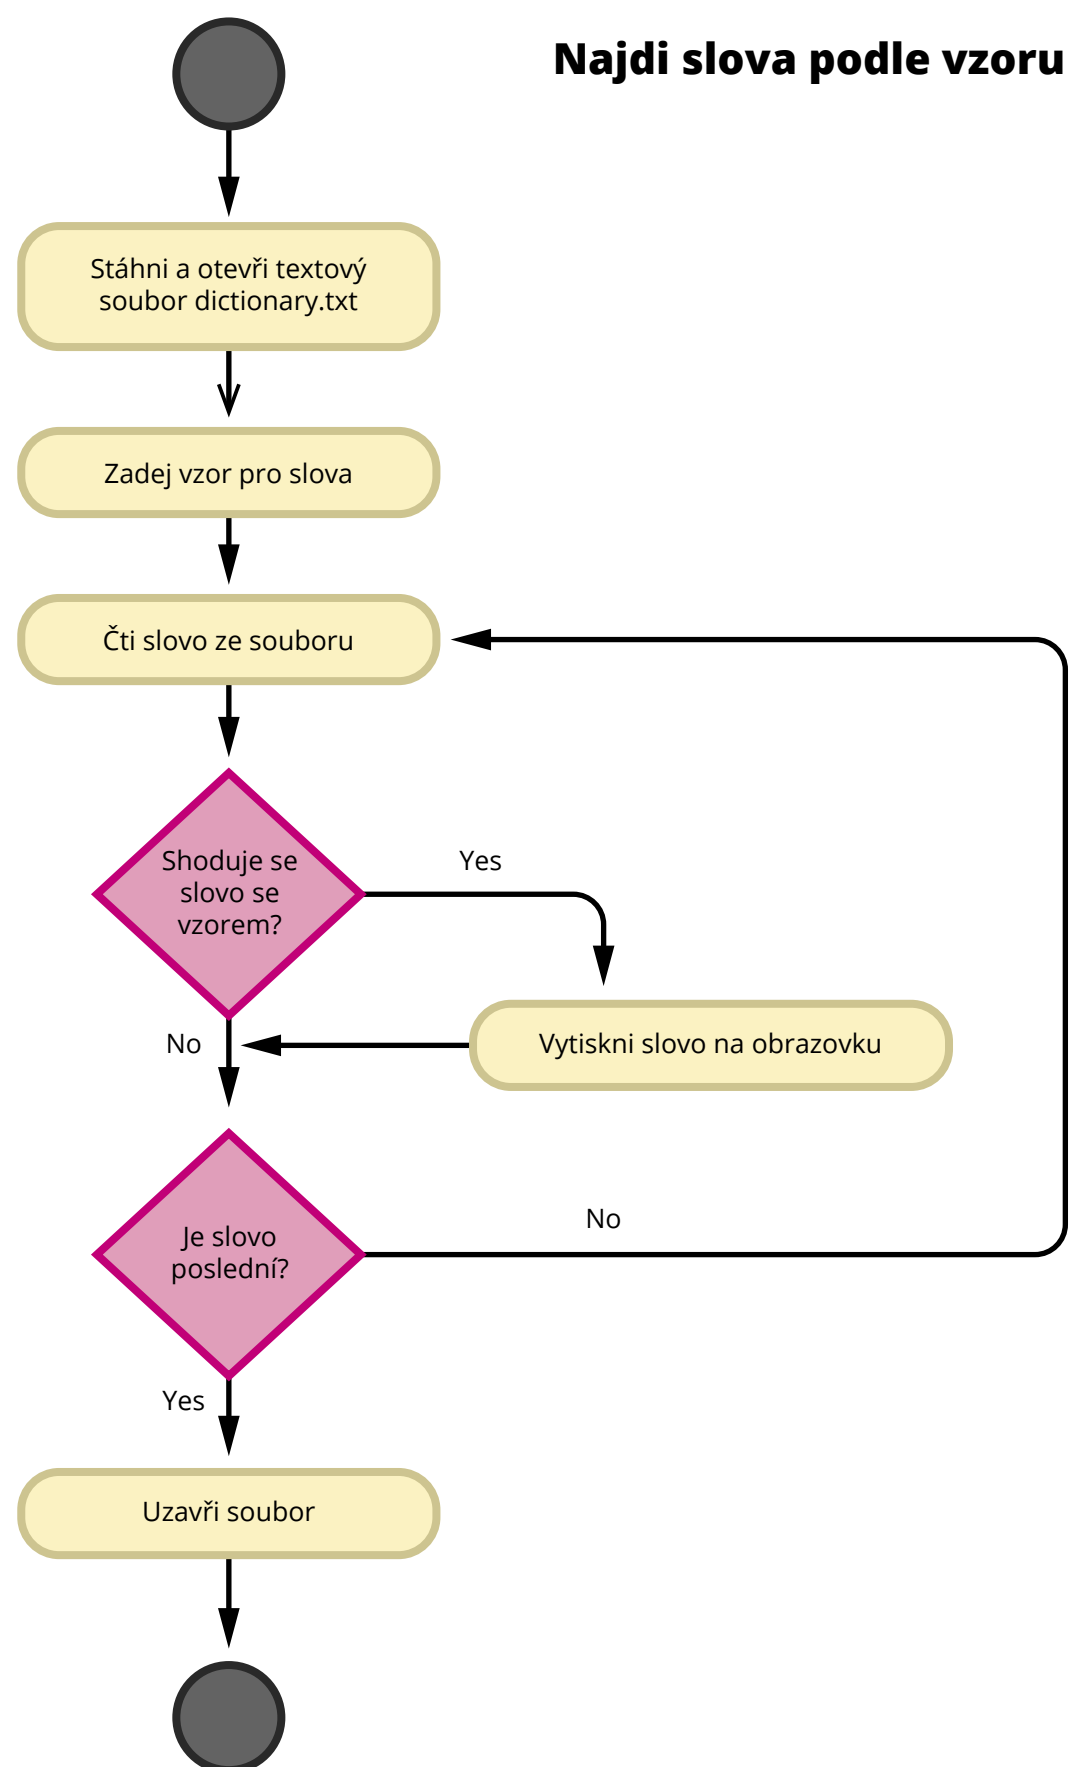 Najdi slova podle vzoru
Stáhni a otevři textový
soubor dictionary.txt
Zadej vzor pro slova
Čti slovo ze souboru
Shoduje se
slovo se
vzorem?
Yes
No
Vytiskni slovo na obrazovku
Je slovo
poslední?
No
Yes
Uzavři soubor